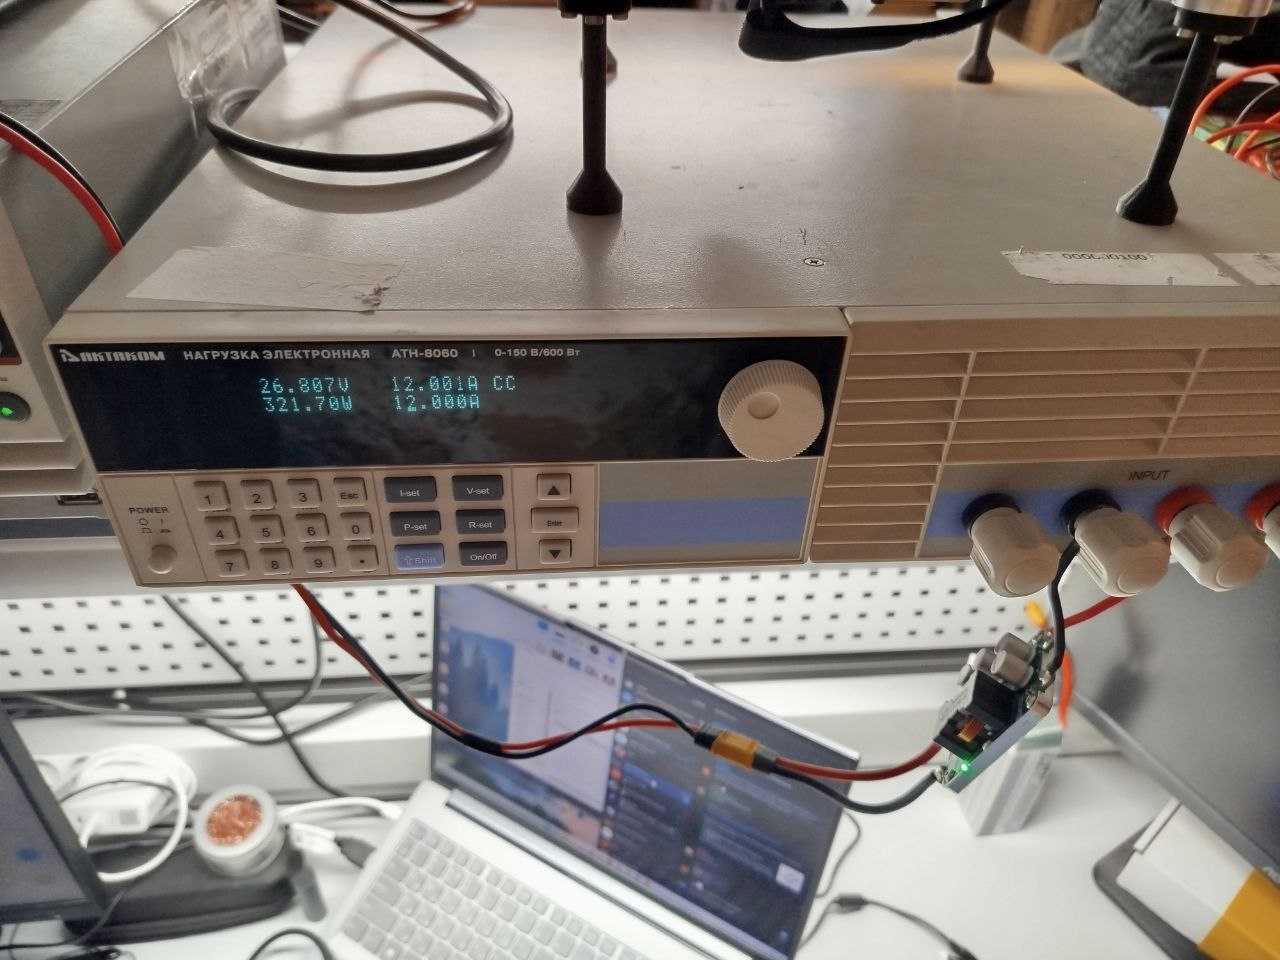 000000100
АКТАКОМ НАГРУЗКА ЭЛЕКТРОННАЯ АТН-8060 0-150 В/600 Вт
26.807V 12.001A CC
321.70W 12.000A
INPUT
POWER
1 2 3 Esc I-set V-set
4 5 6 0 P-set R-set Enter
7 8 9 Shift On/Off